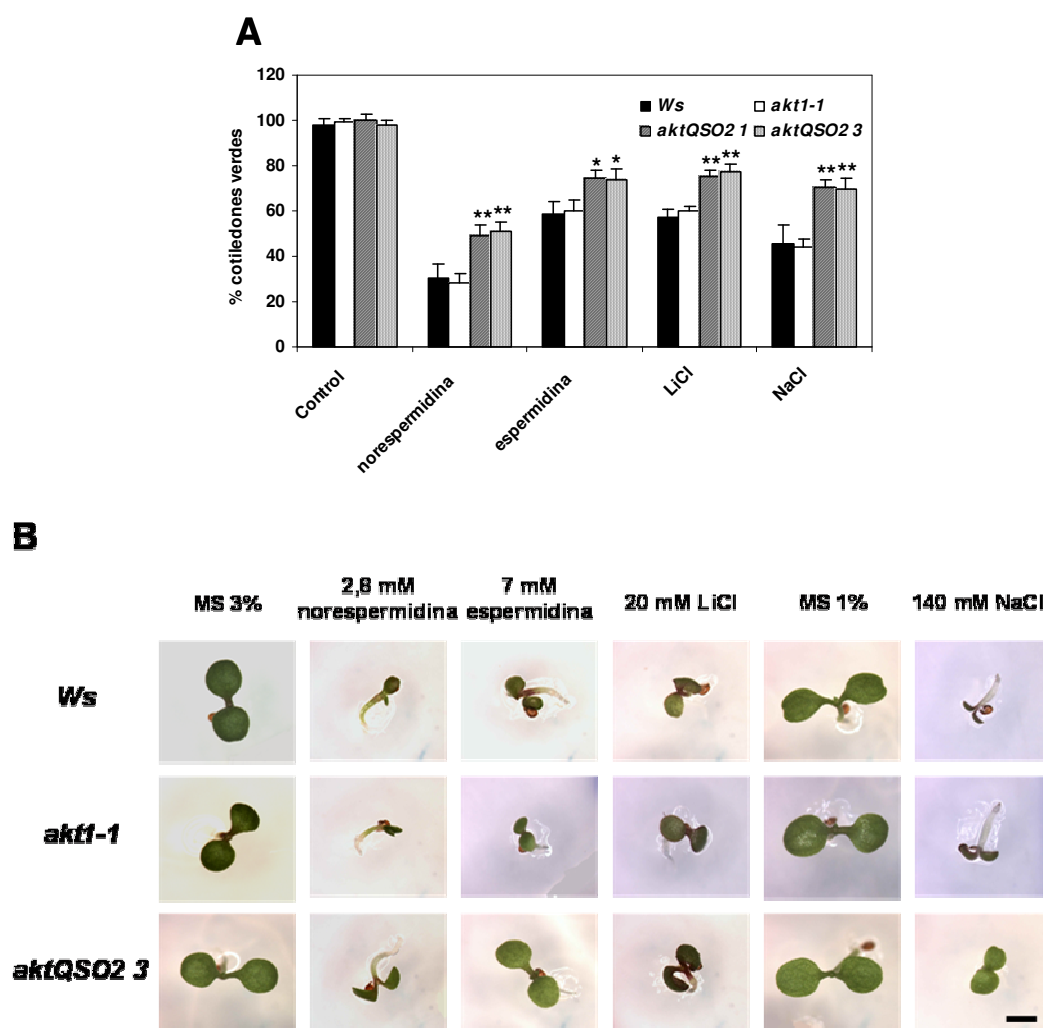 A
120
100
80
60
40
20
0
% cotiledones verdes
Ws
akt1-1
aktQSO2 1
aktQSO2 3
** **
* *
** **
** **
Control
norespermidina
espermidina
LiCl
NaCl
B
MS 3%
2,8 mM
norespermidina
7 mM
espermidina
20 mM LiCl
MS 1%
140 mM NaCl
Ws
akt1-1
aktQSO2 3